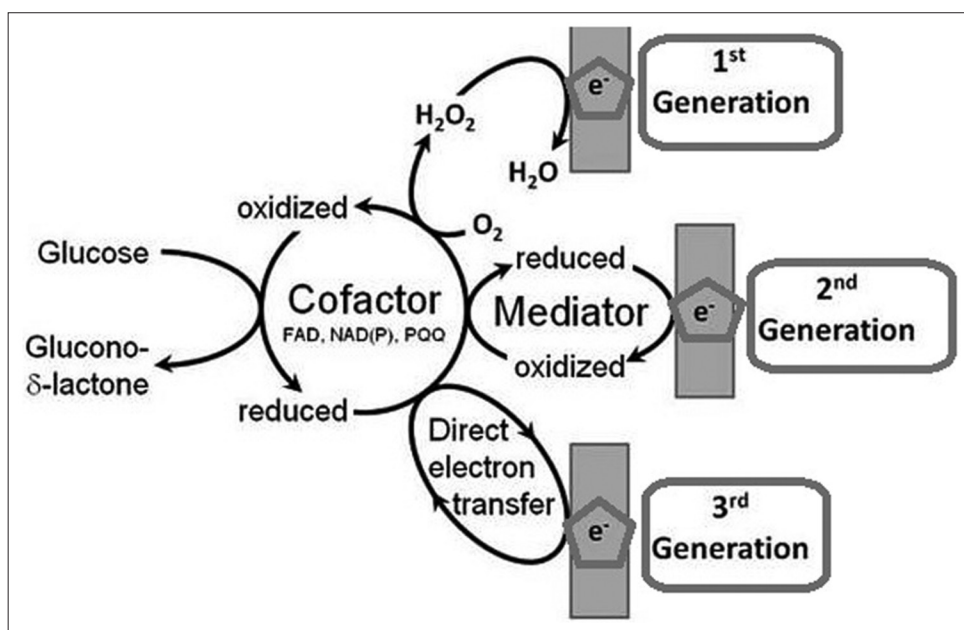 1st
Generation
e-
H2O2
H2O
oxidized
O2
Glucose
Cofactor
FAD, NAD(P), PQQ
reduced
Mediator
oxidized
e-
2nd
Generation
Glucono-
δ-lactone
reduced
Direct
electron
transfer
e-
3rd
Generation